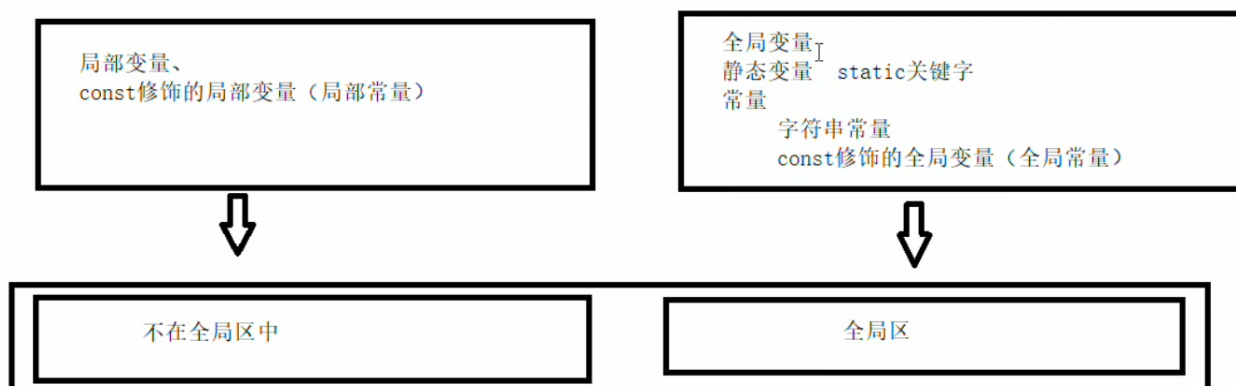 局部变量、
const修饰的局部变量（局部常量）
全局变量
静态变量 static关键字
常量
字符串常量
const修饰的全局变量（全局常量）
不在全局区中
全局区